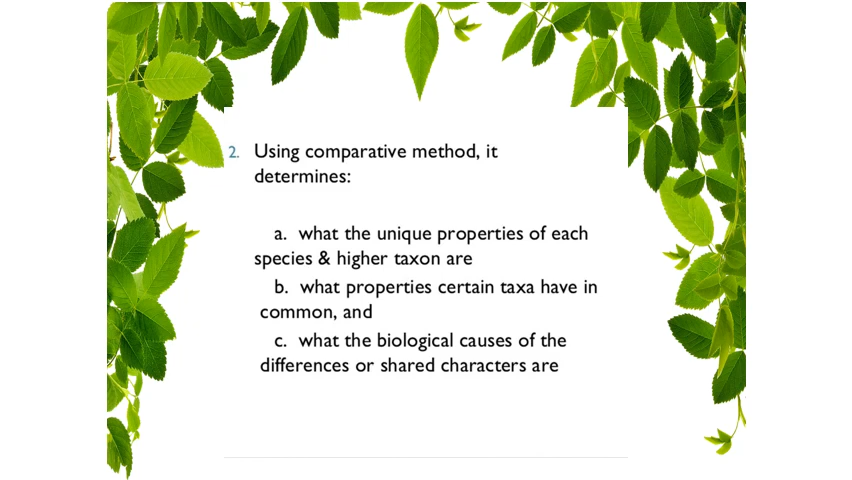 2. Using comparative method, it
determines:
a. what the unique properties of each
species & higher taxon are
b. what properties certain taxa have in
common, and
c. what the biological causes of the
differences or shared characters are